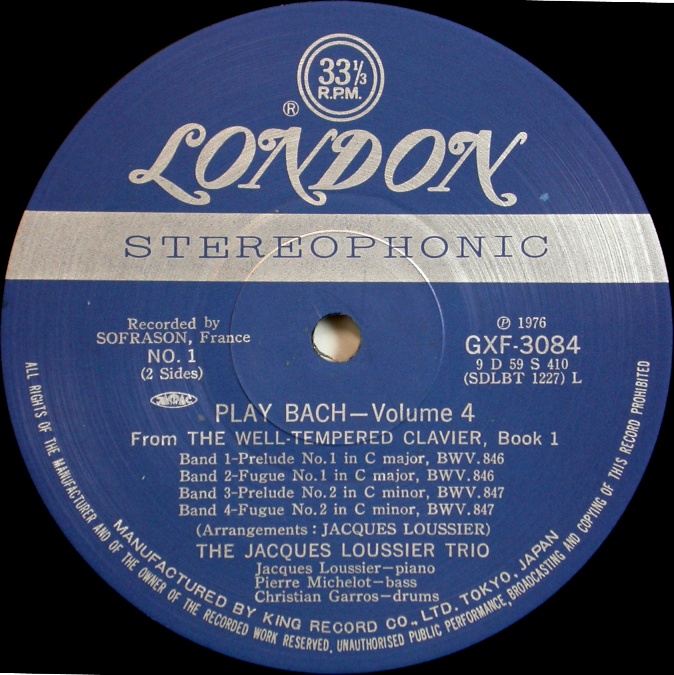 33⅓
R.P.M.
®
LONDON
STEREOPHONIC
Recorded by
SOFRASON, France
NO. 1
(2 Sides)
℗ 1976
GXF-3084
9 D 59 S 410
(SDLBT 1227) L
PLAY BACH—Volume 4
From THE WELL-TEMPERED CLAVIER, Book 1
Band 1-Prelude No.1 in C major, BWV.846
Band 2-Fugue No.1 in C major, BWV.846
Band 3-Prelude No.2 in C minor, BWV.847
Band 4-Fugue No.2 in C minor, BWV.847
(Arrangements : JACQUES LOUSSIER)
THE JACQUES LOUSSIER TRIO
Jacques Loussier—piano
Pierre Michelot—bass
Christian Garros—drums
MANUFACTURED BY KING RECORD CO., LTD. TOKYO, JAPAN
ALL RIGHTS OF THE MANUFACTURER AND OF THE OWNER OF THE RECORDED WORK RESERVED, UNAUTHORISED PUBLIC PERFORMANCE, BROADCASTING AND COPYING OF THIS RECORD PROHIBITED